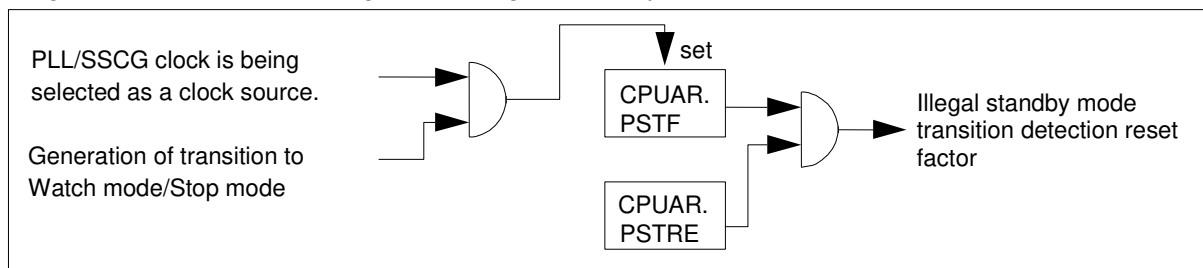 PLL/SSCG clock is being
selected as a clock source.
Generation of transition to
Watch mode/Stop mode
set
CPUAR.
PSTF
CPUAR.
PSTRE
Illegal standby mode
transition detection reset
factor